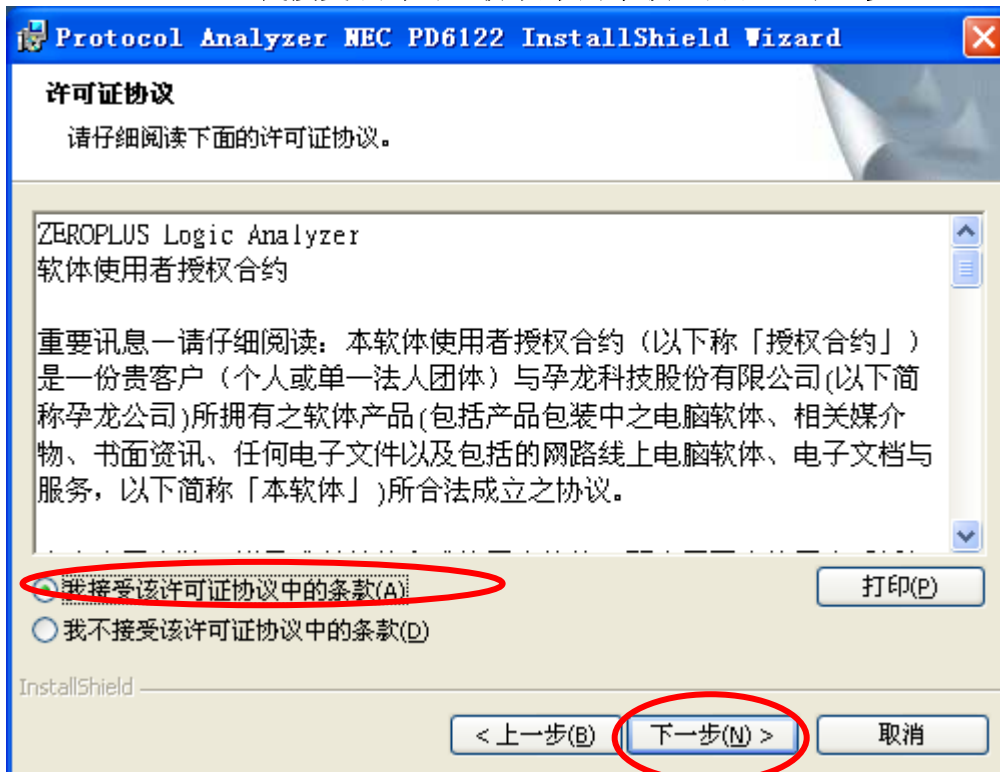 Protocol Analyzer NEC PD6122 InstallShield Wizard
许可证协议
请仔细阅读下面的许可证协议。
ZEROPLUS Logic Analyzer
软体使用者授权合约
重要讯息－请仔细阅读：本软体使用者授权合约（以下称「授权合约」）
是一份贵客户（个人或单一法人团体）与孕龙科技股份有限公司(以下简
称孕龙公司)所拥有之软体产品(包括产品包装中之电脑软体、相关媒介
物、书面资讯、任何电子文件以及包括的网路线上电脑软体、电子文档与
服务，以下简称「本软体」)所合法成立之协议。
我接受该许可证协议中的条款(A)
打印(P)
我不接受该许可证协议中的条款(D)
InstallShield
< 上一步(B)
下一步(N) >
取消